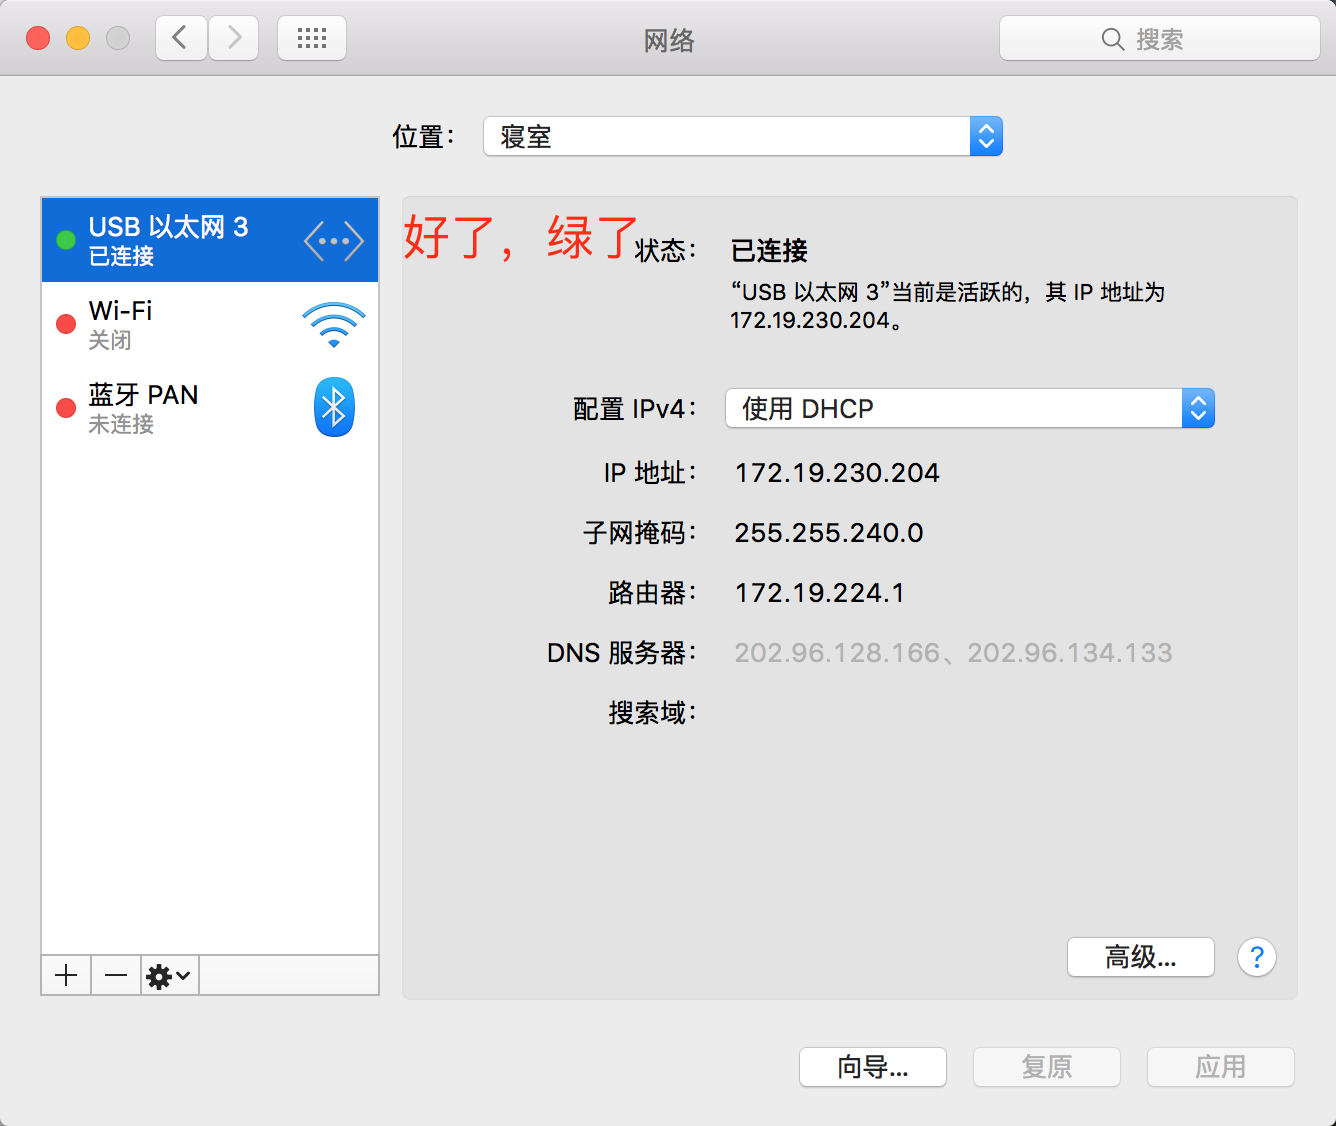 网络
搜索
位置：
寝室
USB 以太网 3
已连接
Wi-Fi
关闭
蓝牙 PAN
未连接
好了，绿了
状态：
已连接
“USB 以太网 3”当前是活跃的，其 IP 地址为
172.19.230.204。
配置 IPv4：
使用 DHCP
IP 地址：
172.19.230.204
子网掩码：
255.255.240.0
路由器：
172.19.224.1
DNS 服务器：
202.96.128.166、202.96.134.133
搜索域：
高级...
?
向导...
复原
应用